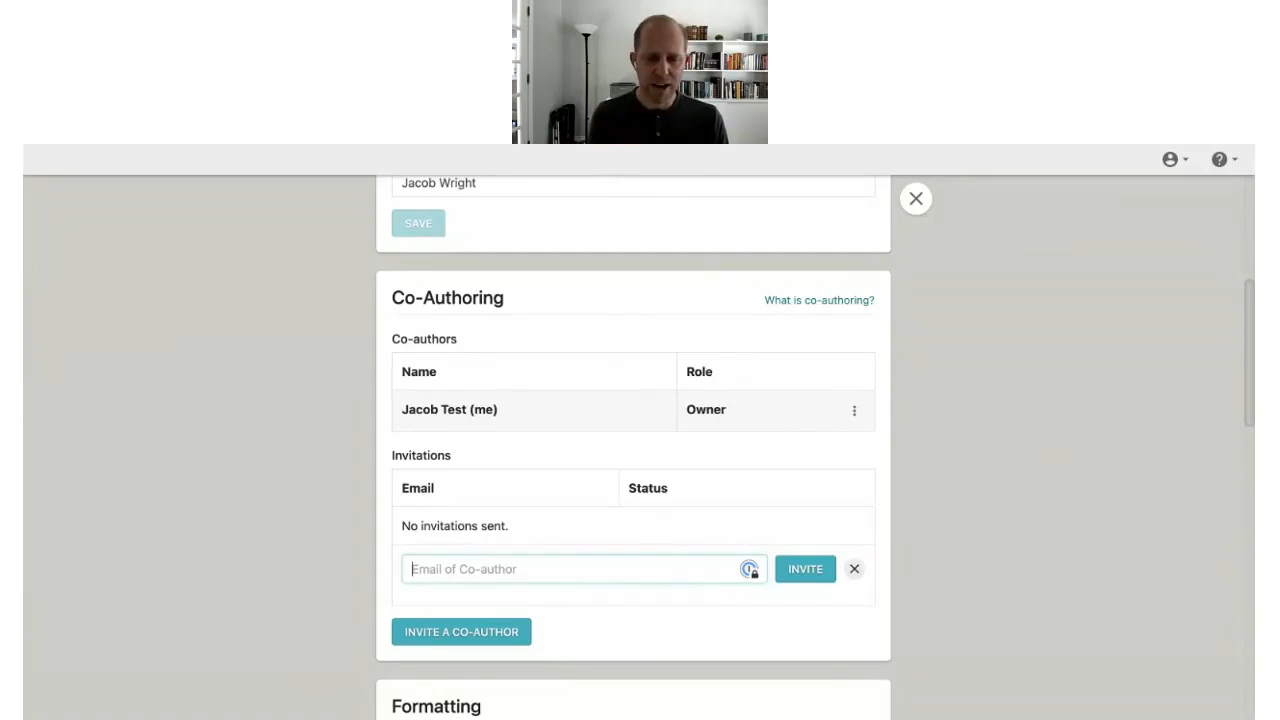 Jacob Wright
SAVE
Co-Authoring
What is co-authoring?
Co-authors
Name Role
Jacob Test (me) Owner
Invitations
Email Status
No invitations sent.
Email of Co-author INVITE
INVITE A CO-AUTHOR
Formatting